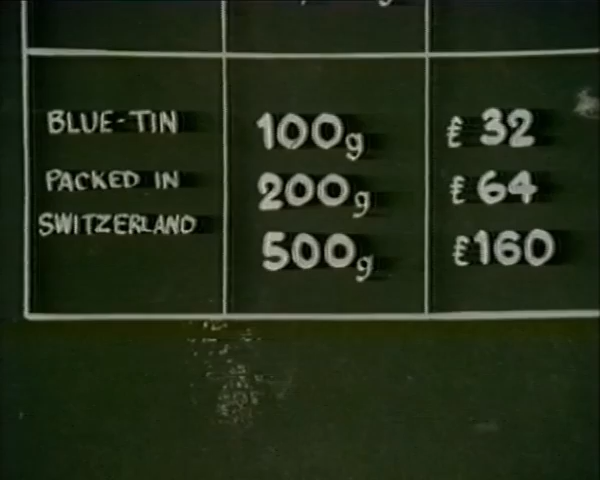 BLUE-TIN
PACKED IN
SWITZERLAND
100g
200g
500g
£ 32
£ 64
£160